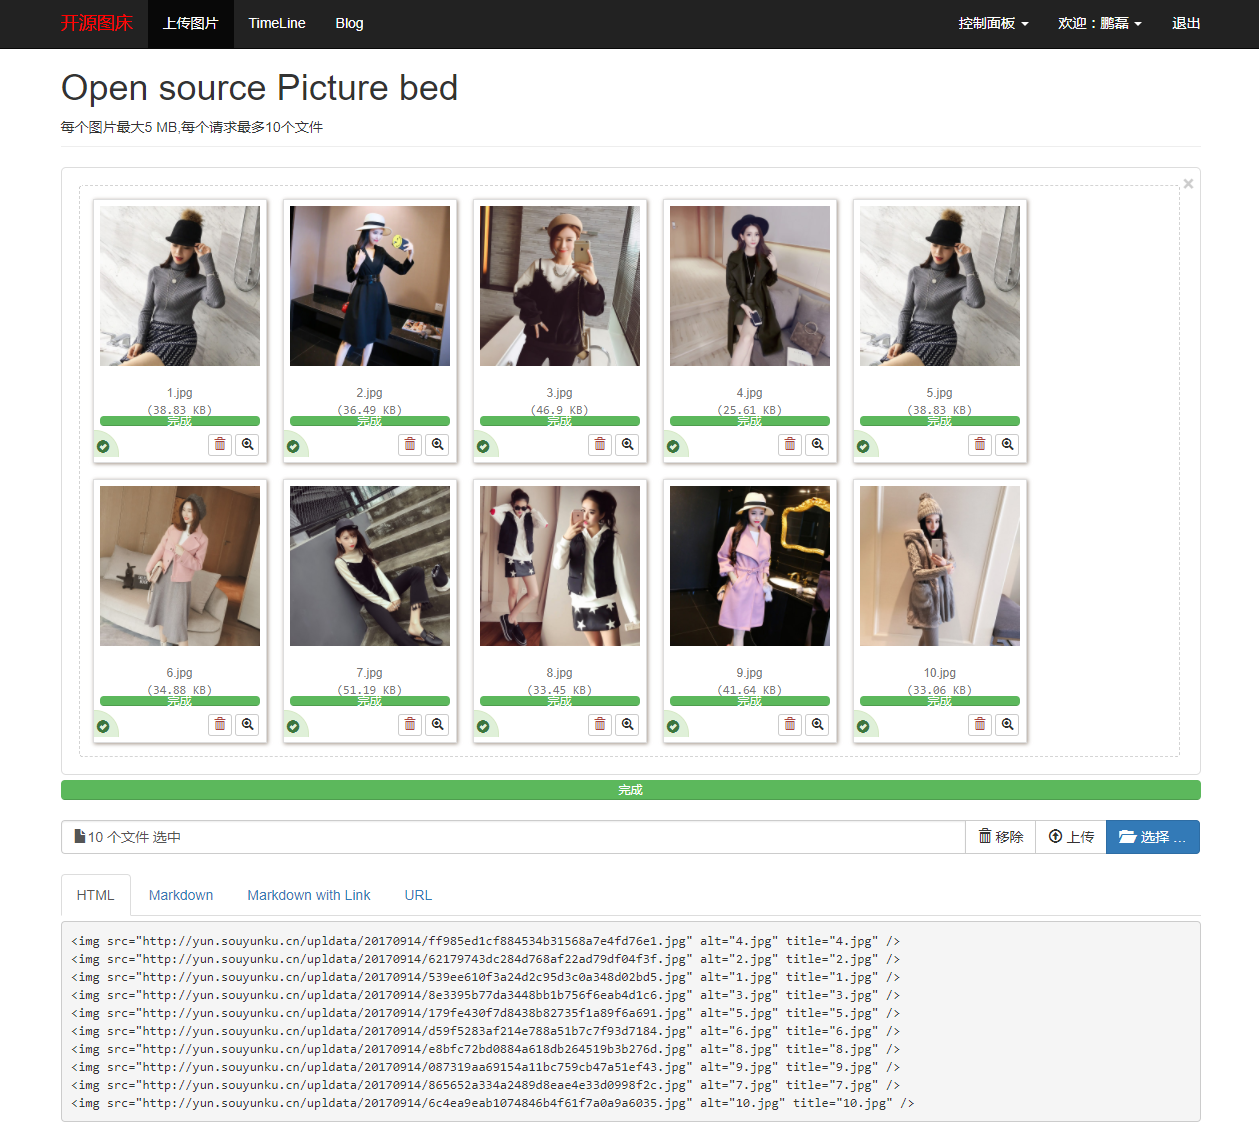 开源图床 上传图片 TimeLine Blog 控制面板 欢迎：鹏磊 退出
Open source Picture bed
每个图片最大5 MB,每个请求最多10个文件
×
1.jpg 2.jpg 3.jpg 4.jpg 5.jpg
(38.83 KB) (36.49 KB) (46.9 KB) (25.61 KB) (38.83 KB)
完成 完成 完成 完成 完成
6.jpg 7.jpg 8.jpg 9.jpg 10.jpg
(34.88 KB) (51.19 KB) (33.45 KB) (41.64 KB) (33.06 KB)
完成 完成 完成 完成 完成
完成
10 个文件 选中 移除 上传 选择 ...
HTML Markdown Markdown with Link URL
<img src="http://yun.souyunku.cn/upldata/20170914/ff985ed1cf884534b31568a7e4fd76e1.jpg" alt="4.jpg" title="4.jpg" />
<img src="http://yun.souyunku.cn/upldata/20170914/62179743dc284d768af22ad79df04f3f.jpg" alt="2.jpg" title="2.jpg" />
<img src="http://yun.souyunku.cn/upldata/20170914/539ee610f3a24d2c95d3c0a348d02bd5.jpg" alt="1.jpg" title="1.jpg" />
<img src="http://yun.souyunku.cn/upldata/20170914/8e3395b77da3448bb1b756f6eab4d1c6.jpg" alt="3.jpg" title="3.jpg" />
<img src="http://yun.souyunku.cn/upldata/20170914/179fe430f7d8438b82735f1a89f6a691.jpg" alt="5.jpg" title="5.jpg" />
<img src="http://yun.souyunku.cn/upldata/20170914/d59f5283af214e788a51b7c7f93d7184.jpg" alt="6.jpg" title="6.jpg" />
<img src="http://yun.souyunku.cn/upldata/20170914/e8bfc72bd0884a618db264519b3b276d.jpg" alt="8.jpg" title="8.jpg" />
<img src="http://yun.souyunku.cn/upldata/20170914/087319aa69154a11bc759cb47a51ef43.jpg" alt="9.jpg" title="9.jpg" />
<img src="http://yun.souyunku.cn/upldata/20170914/865652a334a2489d8eae4e33d0998f2c.jpg" alt="7.jpg" title="7.jpg" />
<img src="http://yun.souyunku.cn/upldata/20170914/6c4ea9eab1074846b4f61f7a0a9a6035.jpg" alt="10.jpg" title="10.jpg" />